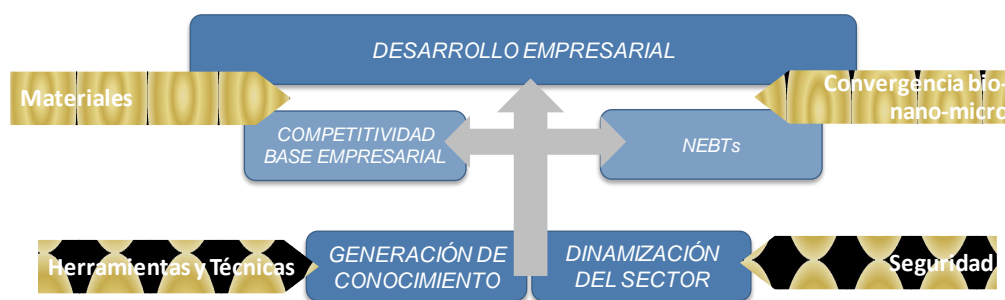 DESARROLLO EMPRESARIAL
Materiales
Convergencia bio-
nano-micro
COMPETITIVIDAD
BASE EMPRESARIAL
NEBTs
Herramientas y Técnicas
GENERACIÓN DE
CONOCIMIENTO
DINAMIZACIÓN
DEL SECTOR
Seguridad